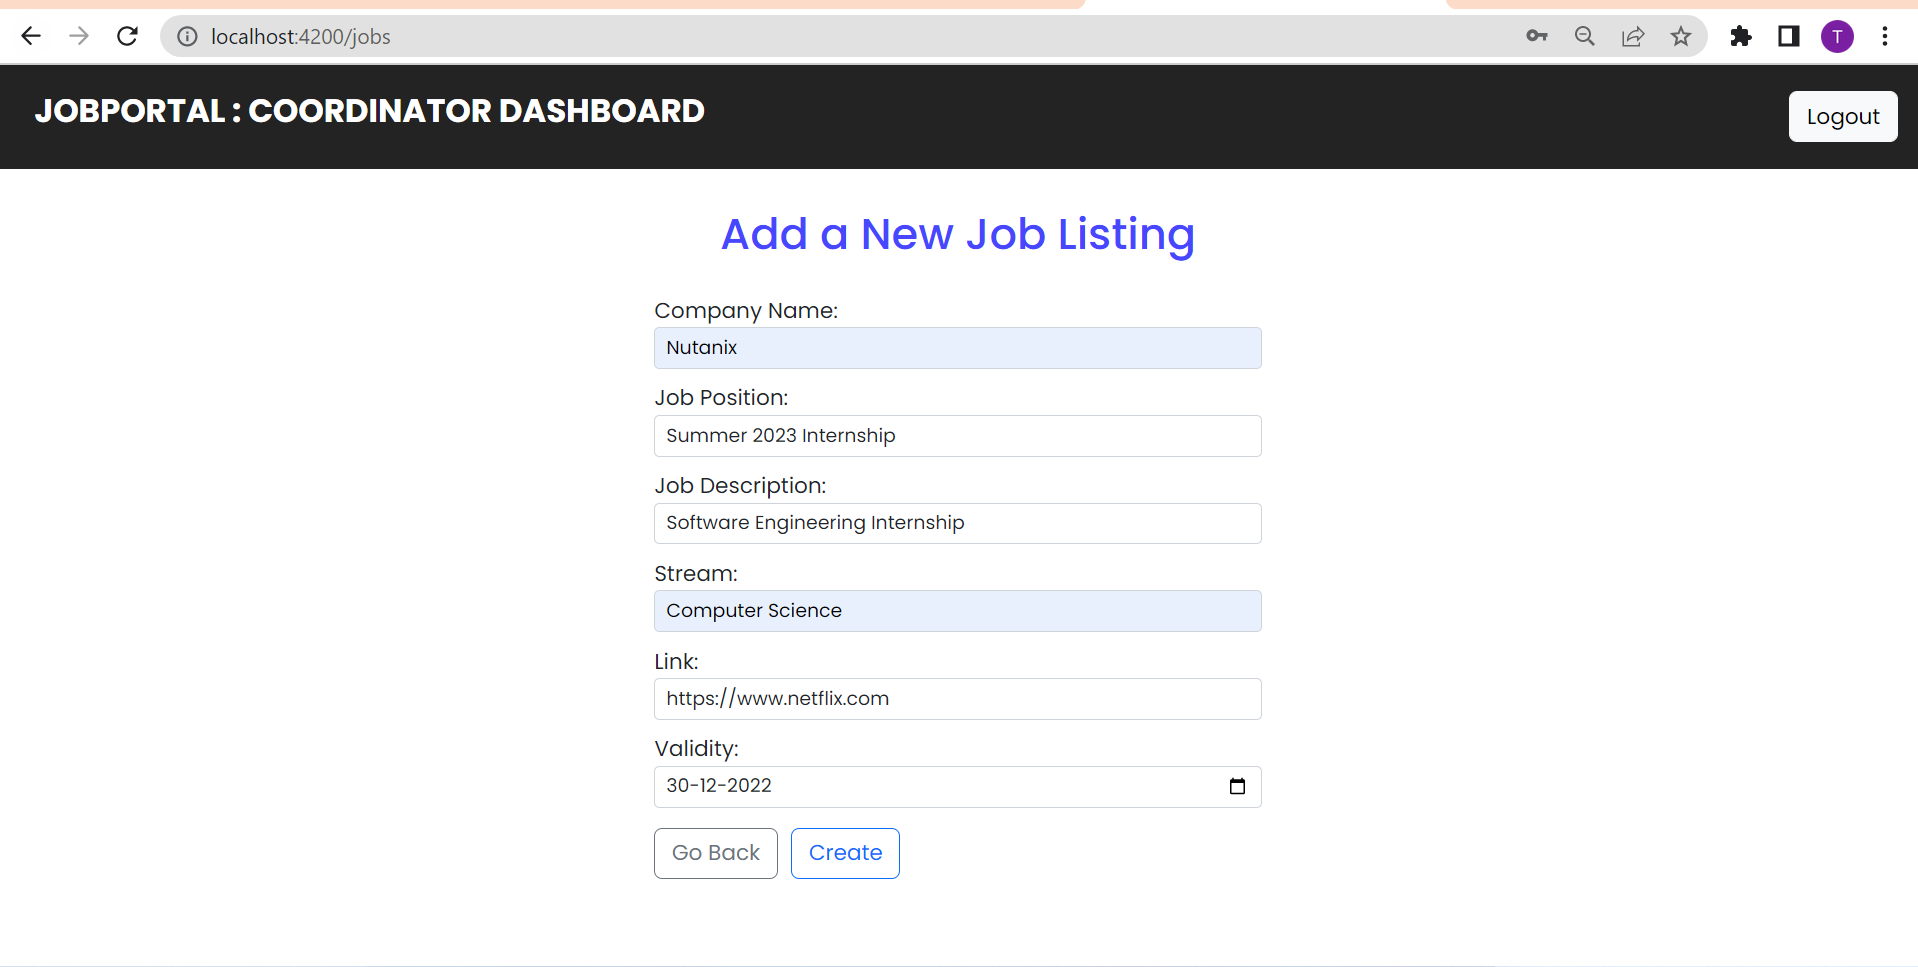 localhost:4200/jobs
T
JOBPORTAL : COORDINATOR DASHBOARD
Logout
Add a New Job Listing
Company Name:
Nutanix
Job Position:
Summer 2023 Internship
Job Description:
Software Engineering Internship
Stream:
Computer Science
Link:
https://www.netflix.com
Validity:
30-12-2022
Go Back Create